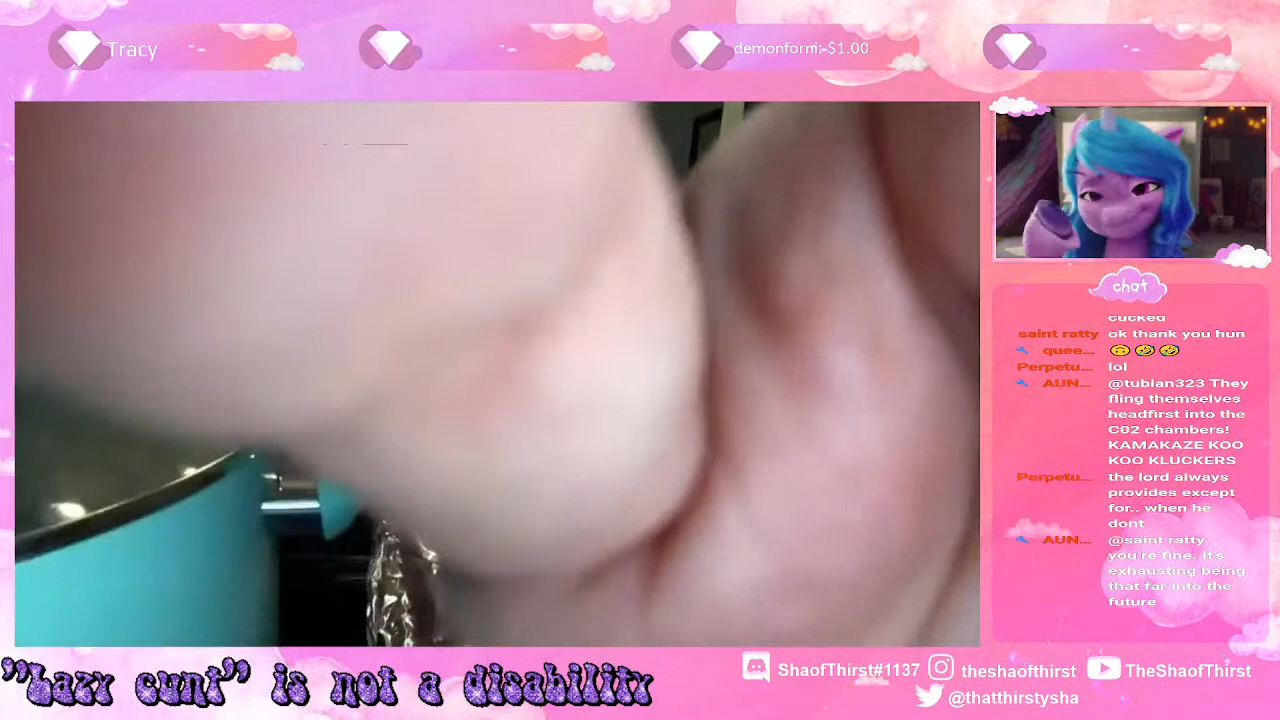 Tracy
demonform: $1.00
chat
cucked
saint ratty ok thank you hun
quee...
Perpetu... lol
AUN... @tubian323 They
fling themselves
headfirst into the
C02 chambers!
KAMAKAZE KOO
KOO KLUCKERS
Perpetu... the lord always
provides except
for.. when he
dont
AUN... @saint ratty
you're fine. It's
exhausting being
that far into the
future
"Lazy cunt" is not a disability
ShaofThirst#1137 theshaofthirst TheShaofThirst
@thatthirstysha